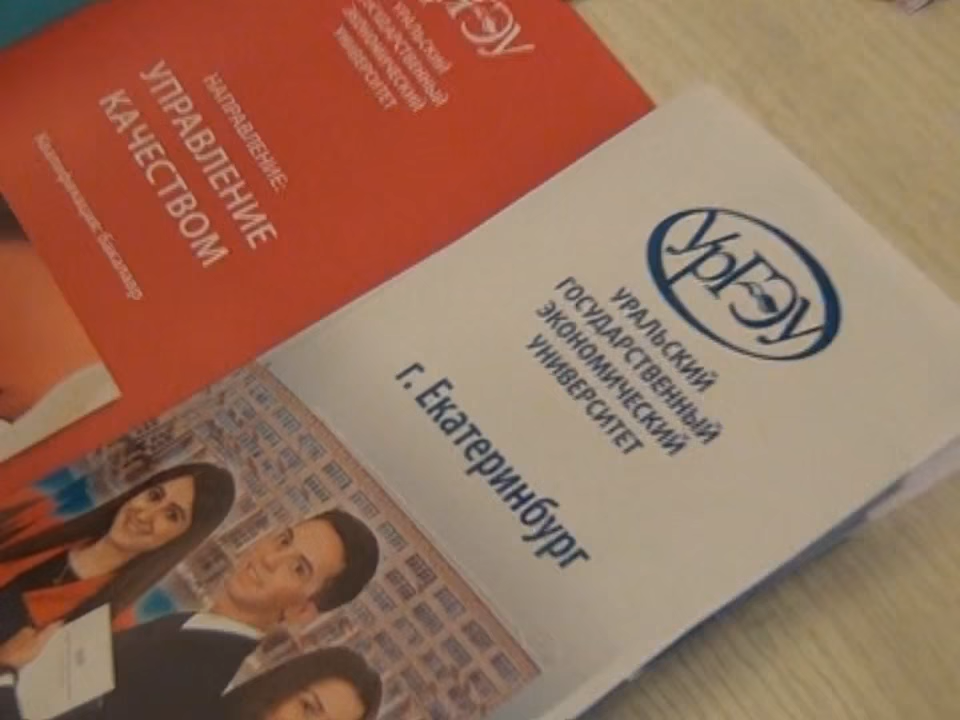 УрГЭУ
УРАЛЬСКИЙ
ГОСУДАРСТВЕННЫЙ
ЭКОНОМИЧЕСКИЙ
УНИВЕРСИТЕТ
НАПРАВЛЕНИЕ:
УПРАВЛЕНИЕ
КАЧЕСТВОМ
Квалификация: бакалавр
УрГЭУ
УРАЛЬСКИЙ
ГОСУДАРСТВЕННЫЙ
ЭКОНОМИЧЕСКИЙ
УНИВЕРСИТЕТ
г. Екатеринбург